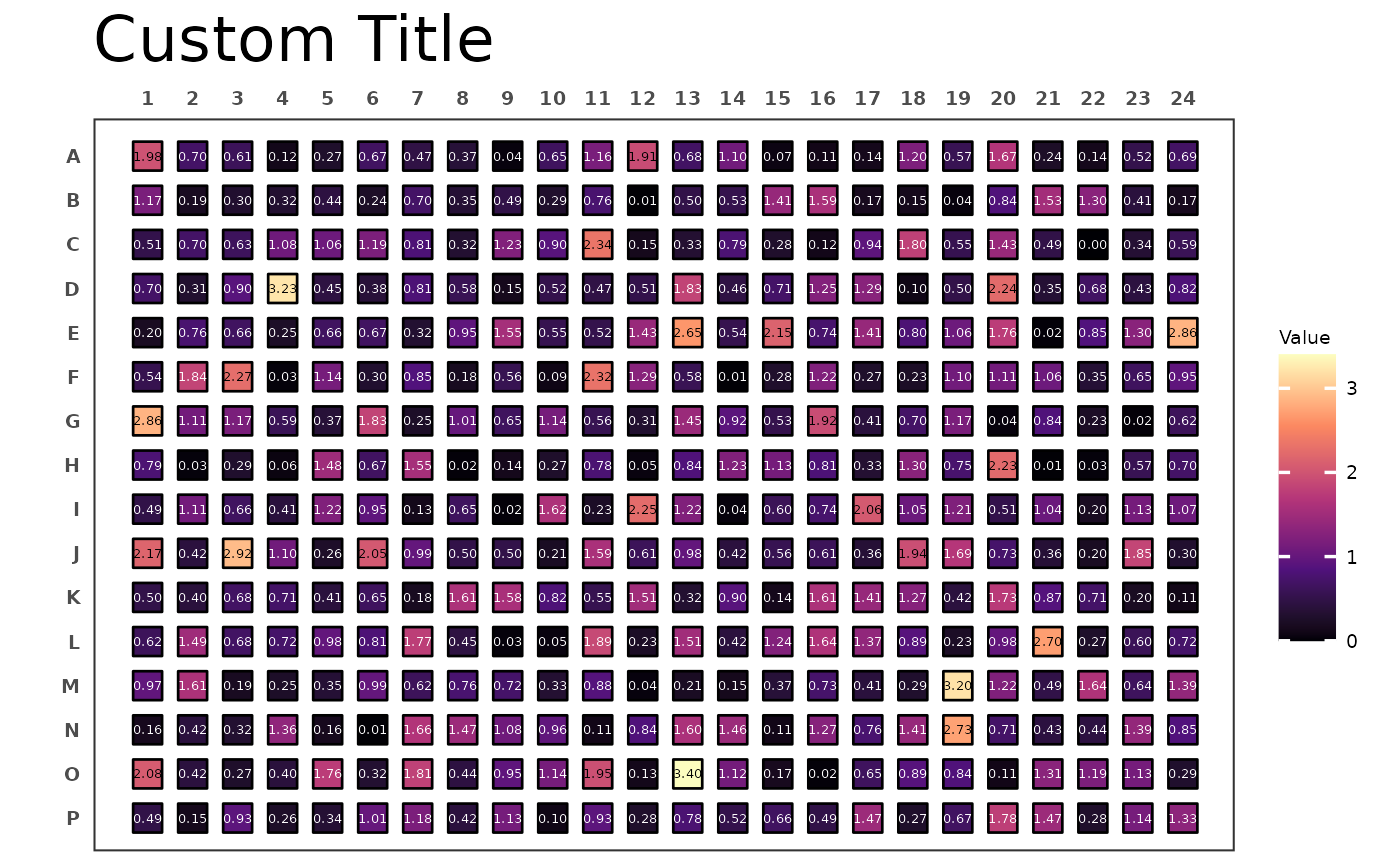 Custom Title
1 2 3 4 5 6 7 8 9 10 11 12 13 14 15 16 17 18 19 20 21 22 23 24
A 1.98 0.70 0.61 0.12 0.27 0.67 0.47 0.37 0.04 0.65 1.16 1.91 0.68 1.10 0.07 0.11 0.14 1.20 0.57 1.67 0.24 0.14 0.52 0.69
B 1.17 0.19 0.30 0.32 0.44 0.24 0.70 0.35 0.49 0.29 0.76 0.01 0.50 0.53 1.41 1.59 0.17 0.15 0.04 0.84 1.53 1.30 0.41 0.17
C 0.51 0.70 0.63 1.08 1.06 1.19 0.81 0.32 1.23 0.90 2.34 0.15 0.33 0.79 0.28 0.12 0.94 1.80 0.55 1.43 0.49 0.00 0.34 0.59
D 0.70 0.31 0.90 3.23 0.45 0.38 0.81 0.58 0.15 0.52 0.47 0.51 1.83 0.46 0.71 1.25 1.29 0.10 0.50 2.24 0.35 0.68 0.43 0.82
E 0.20 0.76 0.66 0.25 0.66 0.67 0.32 0.95 1.55 0.55 0.52 1.43 2.65 0.54 2.15 0.74 1.41 0.80 1.06 1.76 0.02 0.85 1.30 2.86
Value
F 0.54 1.84 2.27 0.03 1.14 0.30 0.85 0.18 0.56 0.09 2.32 1.29 0.58 0.01 0.28 1.22 0.27 0.23 1.10 1.11 1.06 0.35 0.65 0.95
3
G 2.86 1.11 1.17 0.59 0.37 1.83 0.25 1.01 0.65 1.14 0.56 0.31 1.45 0.92 0.53 1.92 0.41 0.70 1.17 0.04 0.84 0.23 0.02 0.62
H 0.79 0.03 0.29 0.06 1.48 0.67 1.55 0.02 0.14 0.27 0.78 0.05 0.84 1.23 1.13 0.81 0.33 1.30 0.75 2.23 0.01 0.03 0.57 0.70
2
I 0.49 1.11 0.66 0.41 1.22 0.95 0.13 0.65 0.02 1.62 0.23 2.25 1.22 0.04 0.60 0.74 2.06 1.05 1.21 0.51 1.04 0.20 1.13 1.07
J 2.17 0.42 2.92 1.10 0.26 2.05 0.99 0.50 0.50 0.21 1.59 0.61 0.98 0.42 0.56 0.61 0.36 1.94 1.69 0.73 0.36 0.20 1.85 0.30
1
K 0.50 0.40 0.68 0.71 0.41 0.65 0.18 1.61 1.58 0.82 0.55 1.51 0.32 0.90 0.14 1.61 1.41 1.27 0.42 1.73 0.87 0.71 0.20 0.11
L 0.62 1.49 0.68 0.72 0.98 0.81 1.77 0.45 0.03 0.05 1.89 0.23 1.51 0.42 1.24 1.64 1.37 0.89 0.23 0.98 2.70 0.27 0.60 0.72
0
M 0.97 1.61 0.19 0.25 0.35 0.99 0.62 0.76 0.72 0.33 0.88 0.04 0.21 0.15 0.37 0.73 0.41 0.29 3.20 1.22 0.49 1.64 0.64 1.39
N 0.16 0.42 0.32 1.36 0.16 0.01 1.66 1.47 1.08 0.96 0.11 0.84 1.60 1.46 0.11 1.27 0.76 1.41 2.73 0.71 0.43 0.44 1.39 0.85
O 2.08 0.42 0.27 0.40 1.76 0.32 1.81 0.44 0.95 1.14 1.95 0.13 3.40 1.12 0.17 0.02 0.65 0.89 0.84 0.11 1.31 1.19 1.13 0.29
P 0.49 0.15 0.93 0.26 0.34 1.01 1.18 0.42 1.13 0.10 0.93 0.28 0.78 0.52 0.66 0.49 1.47 0.27 0.67 1.78 1.47 0.28 1.14 1.33